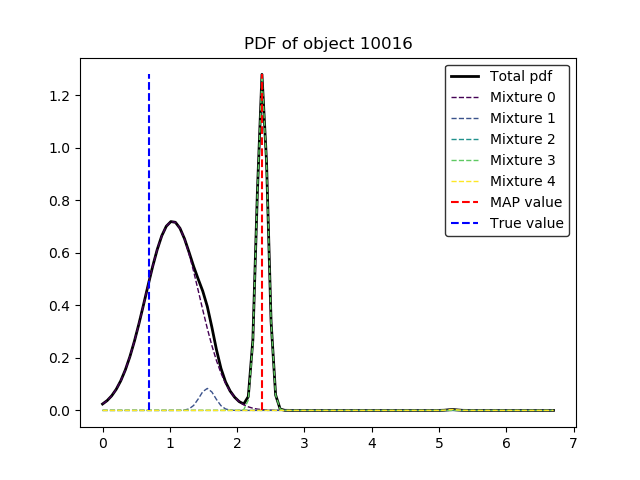 PDF of object 10016
Total pdf
Mixture 0
Mixture 1
Mixture 2
Mixture 3
Mixture 4
MAP value
True value
1.2
1.0
0.8
0.6
0.4
0.2
0.0
0 1 2 3 4 5 6 7